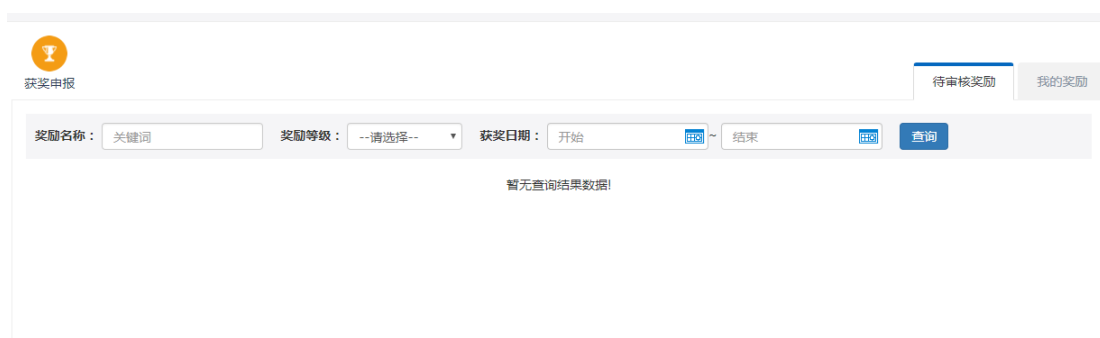 获奖申报
待审核奖励 我的奖励
奖励名称： 关键词 奖励等级： --请选择-- 获奖日期： 开始 ~ 结束 查询
暂无查询结果数据!